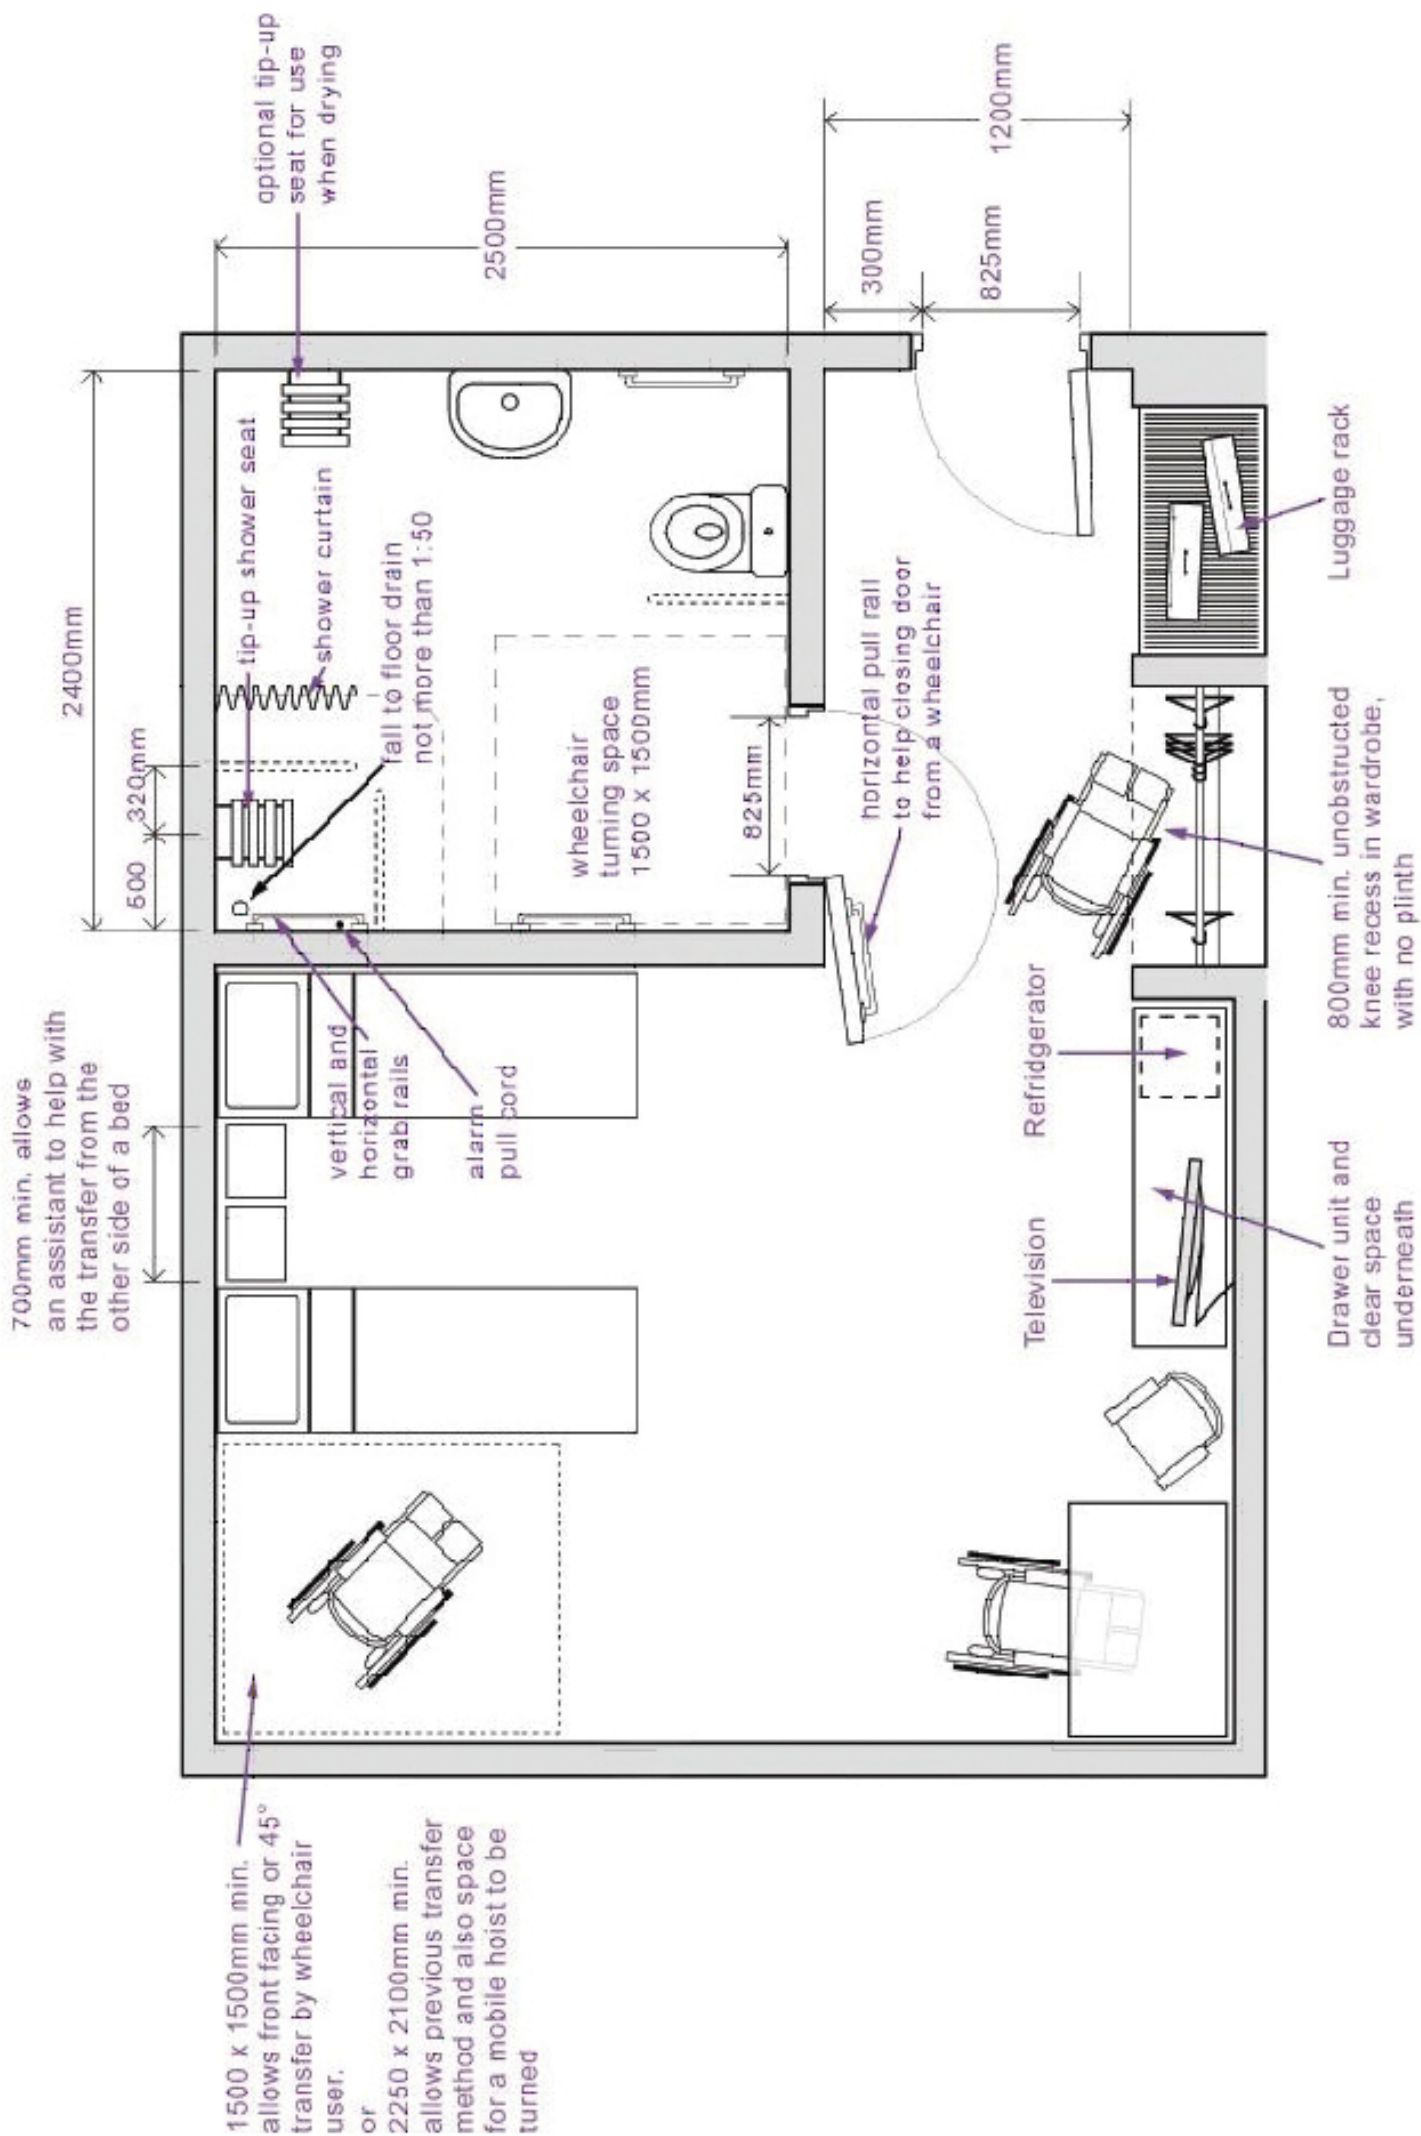 1500 x 1500mm min.
allows front facing or 45°
transfer by wheelchair
user.
or
2250 x 2100mm min.
allows previous transfer
method and also space
for a mobile hoist to be
turned
700mm min. allows
an assistant to help with
the transfer from the
other side of a bed
2400mm
500
320mm
tip-up shower seat
shower curtain
fall to floor drain
not more than 1:50
optional tip-up
seat for use
when drying
2500mm
vertical and
horizontal
grab rails
alarm
pull cord
wheelchair
turning space
1500 x 1500mm
825mm
horizontal pull rail
to help closing door
from a wheelchair
300mm
825mm
1200mm
Television
Refridgerator
Drawer unit and
clear space
underneath
800mm min. unobstructed
knee recess in wardrobe,
with no plinth
Luggage rack